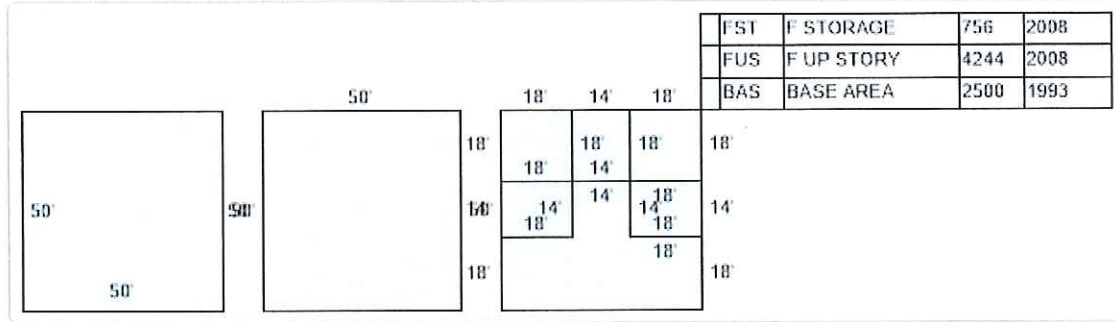 FST F STORAGE 756 2008
FUS F UP STORY 4244 2008
BAS BASE AREA 2500 1993
50' 18' 14' 18'
18' 18' 18' 18'
18' 14'
14' 18'
50' 14' 14' 14'
18' 18'
18'
18' 18'
50'